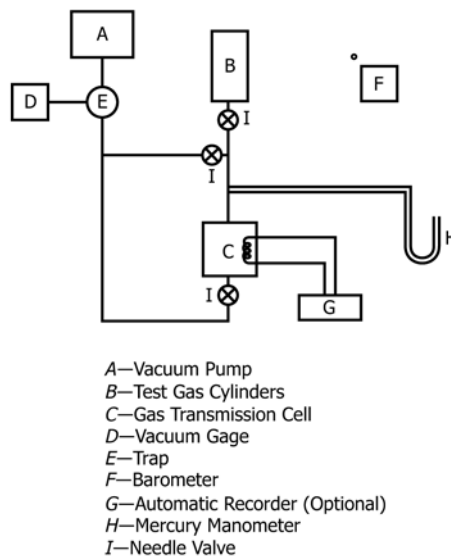 A
B
F
D
E
I
I
H
C
I
G
A—Vacuum Pump
B—Test Gas Cylinders
C—Gas Transmission Cell
D—Vacuum Gage
E—Trap
F—Barometer
G—Automatic Recorder (Optional)
H—Mercury Manometer
I—Needle Valve